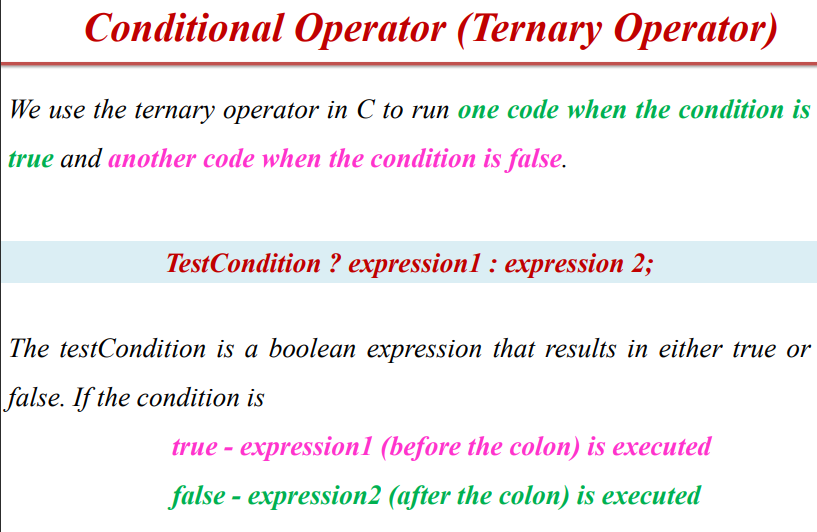 Conditional Operator (Ternary Operator)
We use the ternary operator in C to run one code when the condition is
true and another code when the condition is false.
TestCondition ? expression1 : expression 2;
The testCondition is a boolean expression that results in either true or
false. If the condition is
true - expression1 (before the colon) is executed
false - expression2 (after the colon) is executed